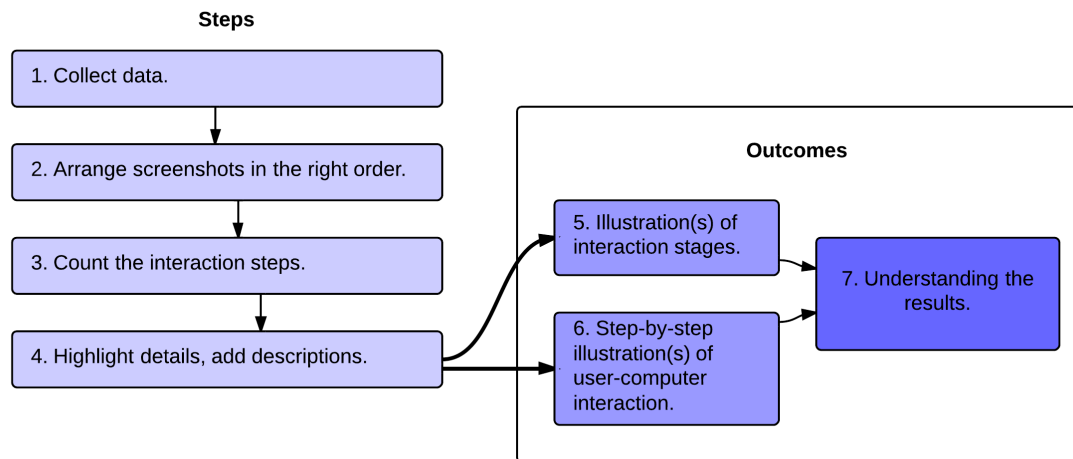 Steps
1. Collect data.
2. Arrange screenshots in the right order.
3. Count the interaction steps.
4. Highlight details, add descriptions.
Outcomes
5. Illustration(s) of
interaction stages.
6. Step-by-step
illustration(s) of
user-computer
interaction.
7. Understanding the
results.